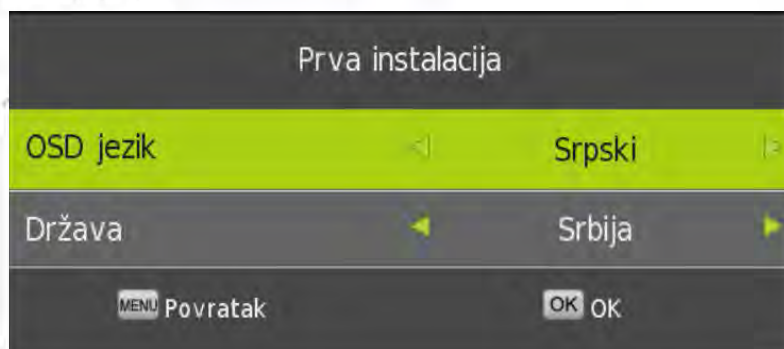 Prva instalacija
OSD jezik Srpski
Država Srbija
MENU Povratak OK OK